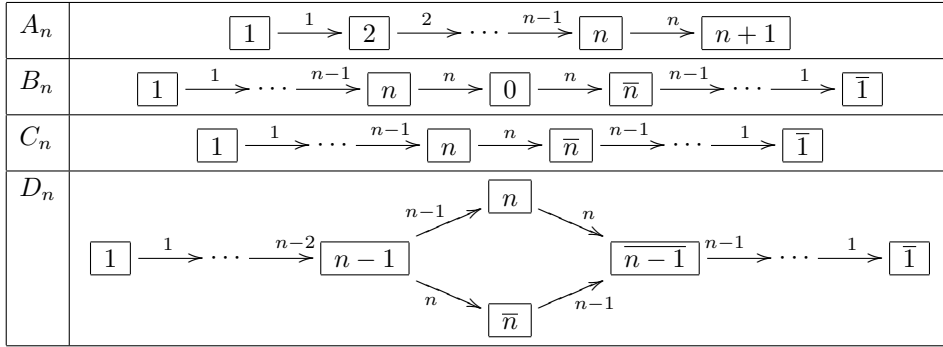 A_n 1 →^1 2 →^2 ⋯ →^{n−1} n →^n n + 1
B_n 1 →^1 ⋯ →^{n−1} n →^n 0 →^n n̅ →^{n−1} ⋯ →^1 1̅
C_n 1 →^1 ⋯ →^{n−1} n →^n n̅ →^{n−1} ⋯ →^1 1̅
D_n n
n−1 n
1 →^1 ⋯ →^{n−2} n − 1 \overline{n − 1} →^{n−1} ⋯ →^1 1̅
n n−1
n̅